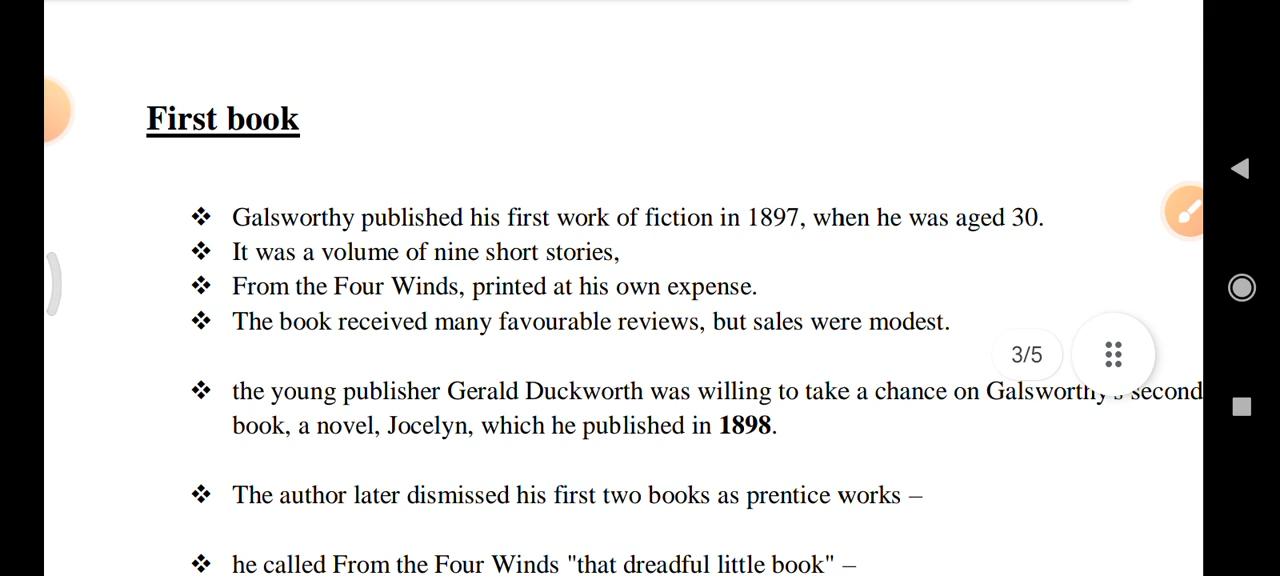 First book
❖ Galsworthy published his first work of fiction in 1897, when he was aged 30.
❖ It was a volume of nine short stories,
❖ From the Four Winds, printed at his own expense.
❖ The book received many favourable reviews, but sales were modest.
3/5
❖ the young publisher Gerald Duckworth was willing to take a chance on Galsworthy's second
book, a novel, Jocelyn, which he published in 1898.
❖ The author later dismissed his first two books as prentice works –
❖ he called From the Four Winds "that dreadful little book" –